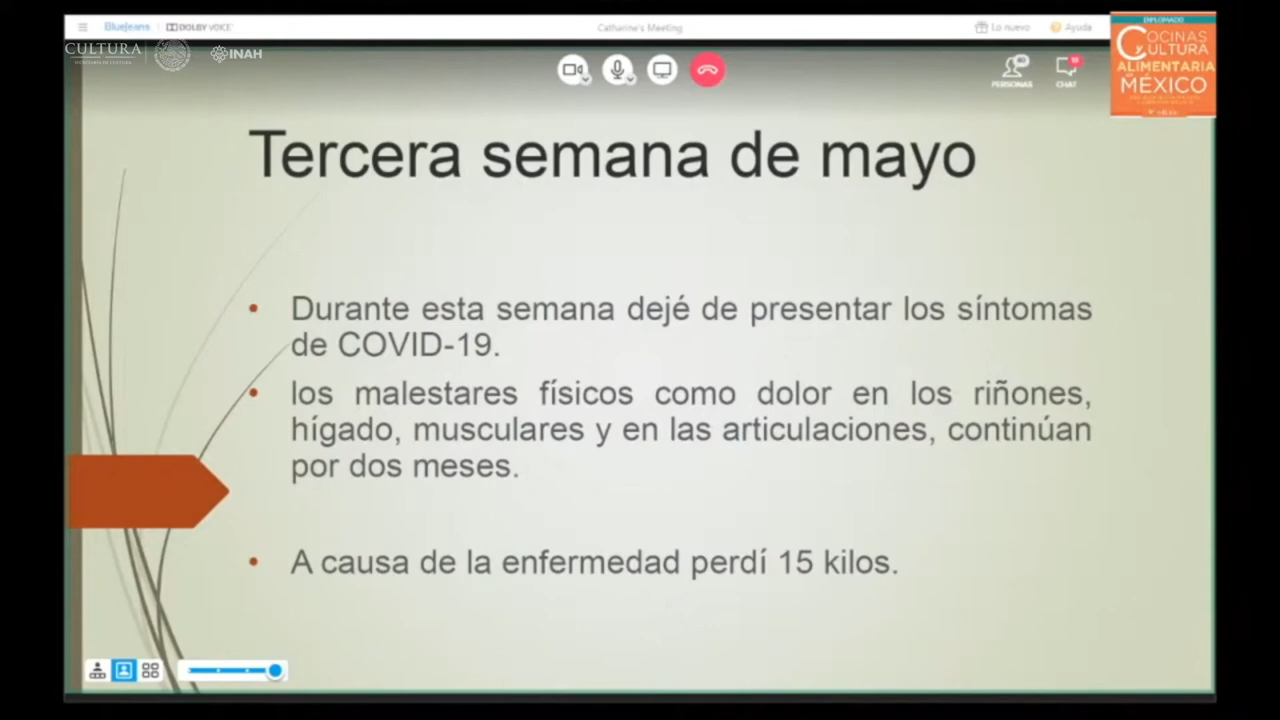 BlueJeans
DOLBY VOICE
Catharine's Meeting
Lo nuevo
Ayuda
CULTURA
SECRETARÍA DE CULTURA
INAH
PERSONAS
CHAT
DIPLOMADO
COCINAS
Y CULTURA
ALIMENTARIA
MÉXICO
Tercera semana de mayo
• Durante esta semana dejé de presentar los síntomas
de COVID-19.
• los malestares físicos como dolor en los riñones,
hígado, musculares y en las articulaciones, continúan
por dos meses.
• A causa de la enfermedad perdí 15 kilos.